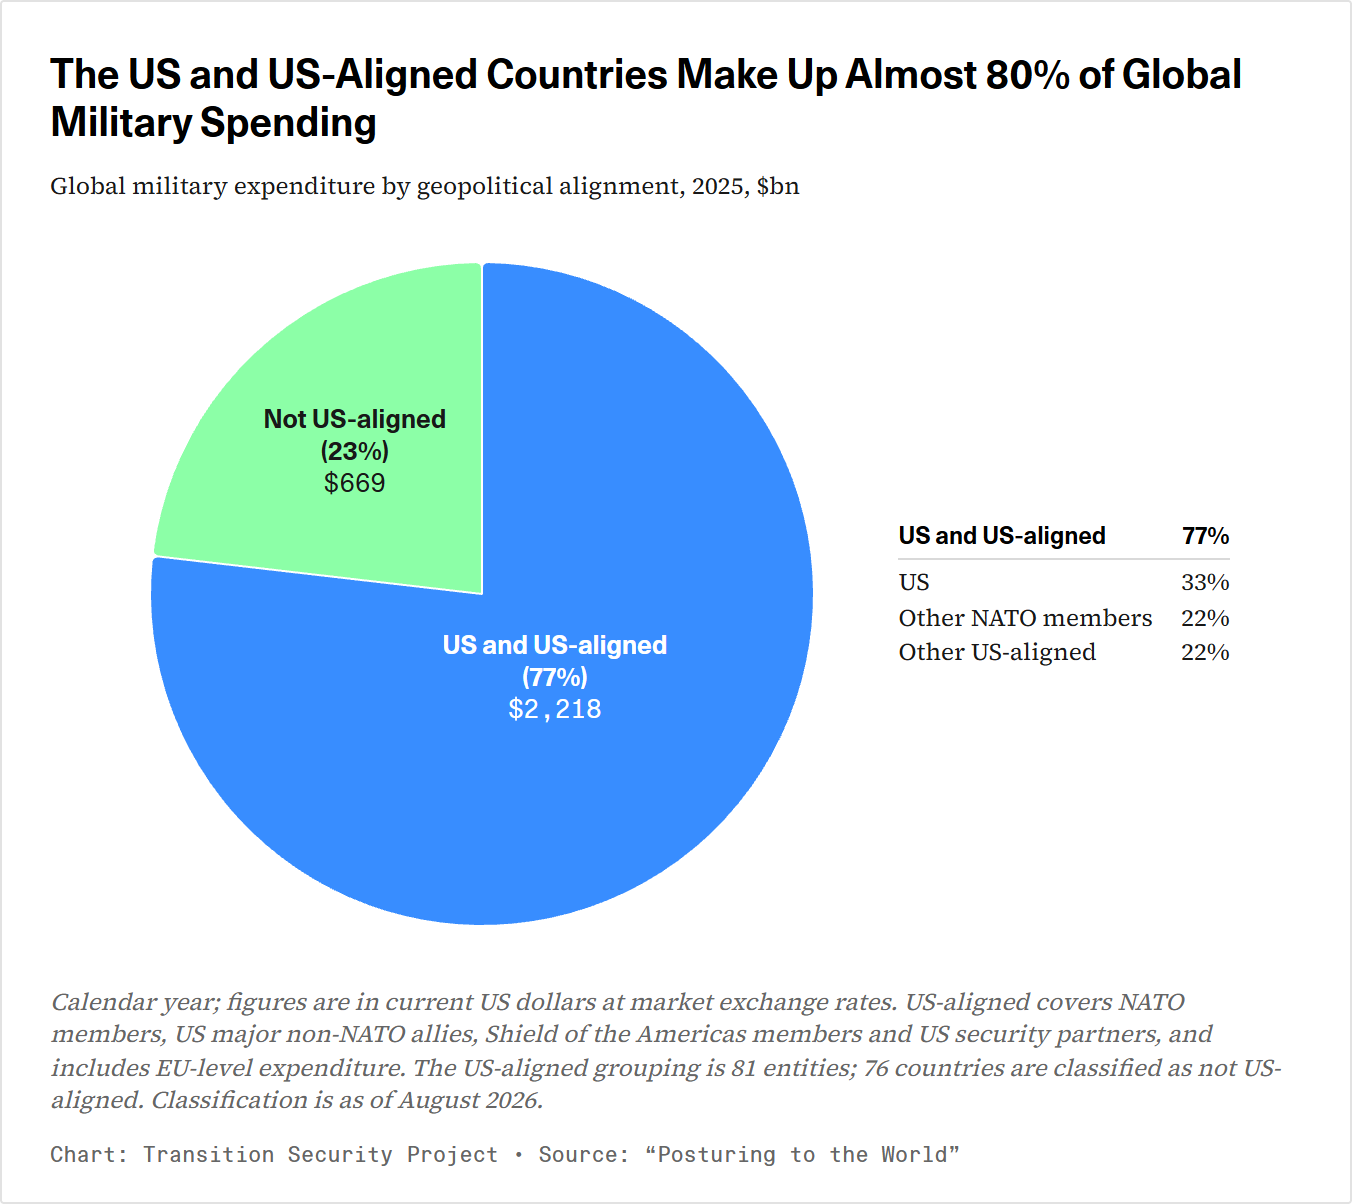 The US and US-Aligned Countries Make Up Almost 80% of Global
Military Spending
Global military expenditure by geopolitical alignment, 2025, $bn
Not US-aligned
(23%)
$669
US and US-aligned
(77%)
$2,218
US and US-aligned 77%
US 33%
Other NATO members 22%
Other US-aligned 22%
Calendar year; figures are in current US dollars at market exchange rates. US-aligned covers NATO
members, US major non-NATO allies, Shield of the Americas members and US security partners, and
includes EU-level expenditure. The US-aligned grouping is 81 entities; 76 countries are classified as not US-
aligned. Classification is as of August 2026.
Chart: Transition Security Project • Source: “Posturing to the World”